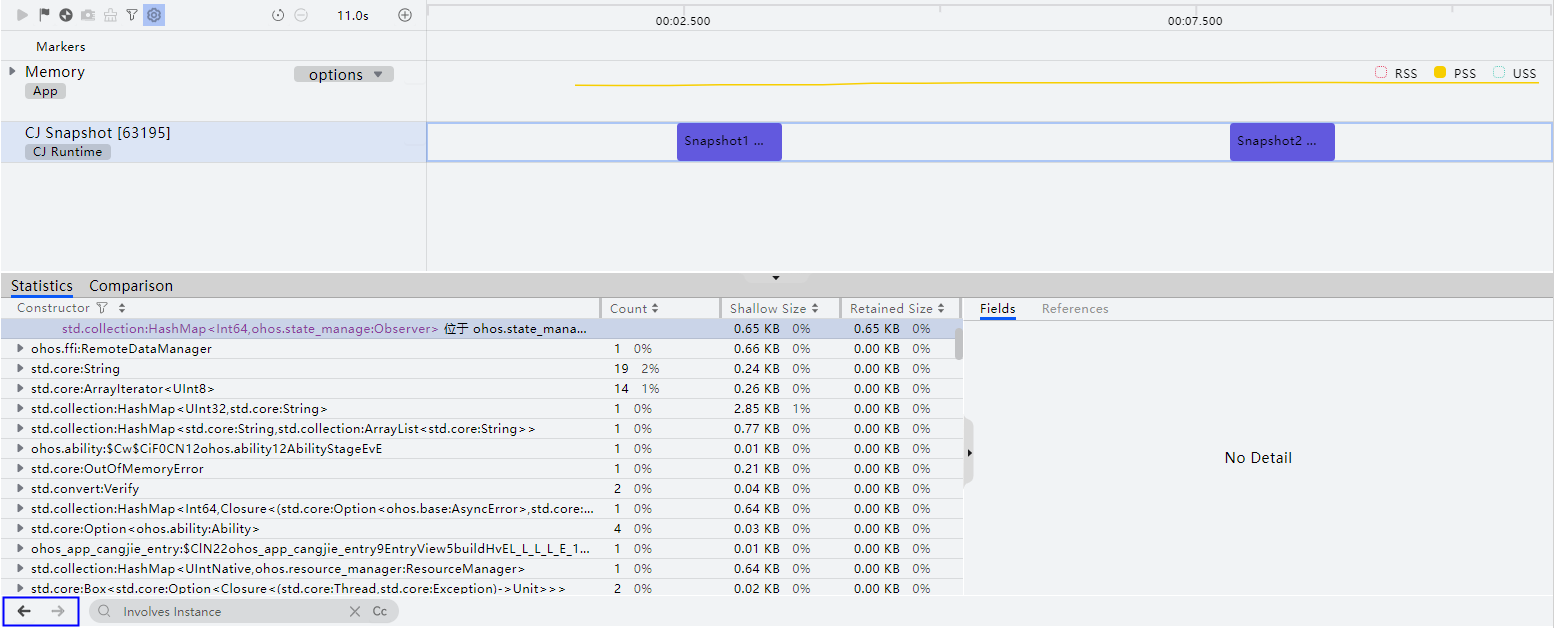 11.0s
00:02.500 00:07.500
Markers
Memory options
App
RSS PSS USS
CJ Snapshot [63195]
CJ Runtime
Snapshot1 ... Snapshot2 ...
Statistics Comparison
Constructor Count Shallow Size Retained Size Fields References
std.collection:HashMap<Int64,ohos.state_manage:Observer> 位于 ohos.state_mana... 0.65 KB 0% 0.65 KB 0%
ohos.ffi:RemoteDataManager 1 0% 0.66 KB 0% 0.00 KB 0%
std.core:String 19 2% 0.24 KB 0% 0.00 KB 0%
std.core:ArrayIterator<UInt8> 14 1% 0.26 KB 0% 0.00 KB 0%
std.collection:HashMap<UInt32,std.core:String> 1 0% 2.85 KB 1% 0.00 KB 0%
std.collection:HashMap<std.core:String,std.collection:ArrayList<std.core:String>> 1 0% 0.77 KB 0% 0.00 KB 0%
ohos.ability:$Cw$CiF0CN12ohos.ability12AbilityStageEvE 1 0% 0.01 KB 0% 0.00 KB 0%
std.core:OutOfMemoryError 1 0% 0.21 KB 0% 0.00 KB 0%
std.convert:Verify 2 0% 0.04 KB 0% 0.00 KB 0%
std.collection:HashMap<Int64,Closure<(std.core:Option<ohos.base:AsyncError>,std.core:... 1 0% 0.64 KB 0% 0.00 KB 0%
std.core:Option<ohos.ability:Ability> 4 0% 0.03 KB 0% 0.00 KB 0%
ohos_app_cangjie_entry:$ClN22ohos_app_cangjie_entry9EntryView5buildHvEL_L_L_L_E_1... 1 0% 0.01 KB 0% 0.00 KB 0%
std.collection:HashMap<UIntNative,ohos.resource_manager:ResourceManager> 1 0% 0.64 KB 0% 0.00 KB 0%
std.core:Box<std.core:Option<Closure<(std.core:Thread,std.core:Exception)->Unit>>> 2 0% 0.02 KB 0% 0.00 KB 0%
No Detail
Involves Instance Cc